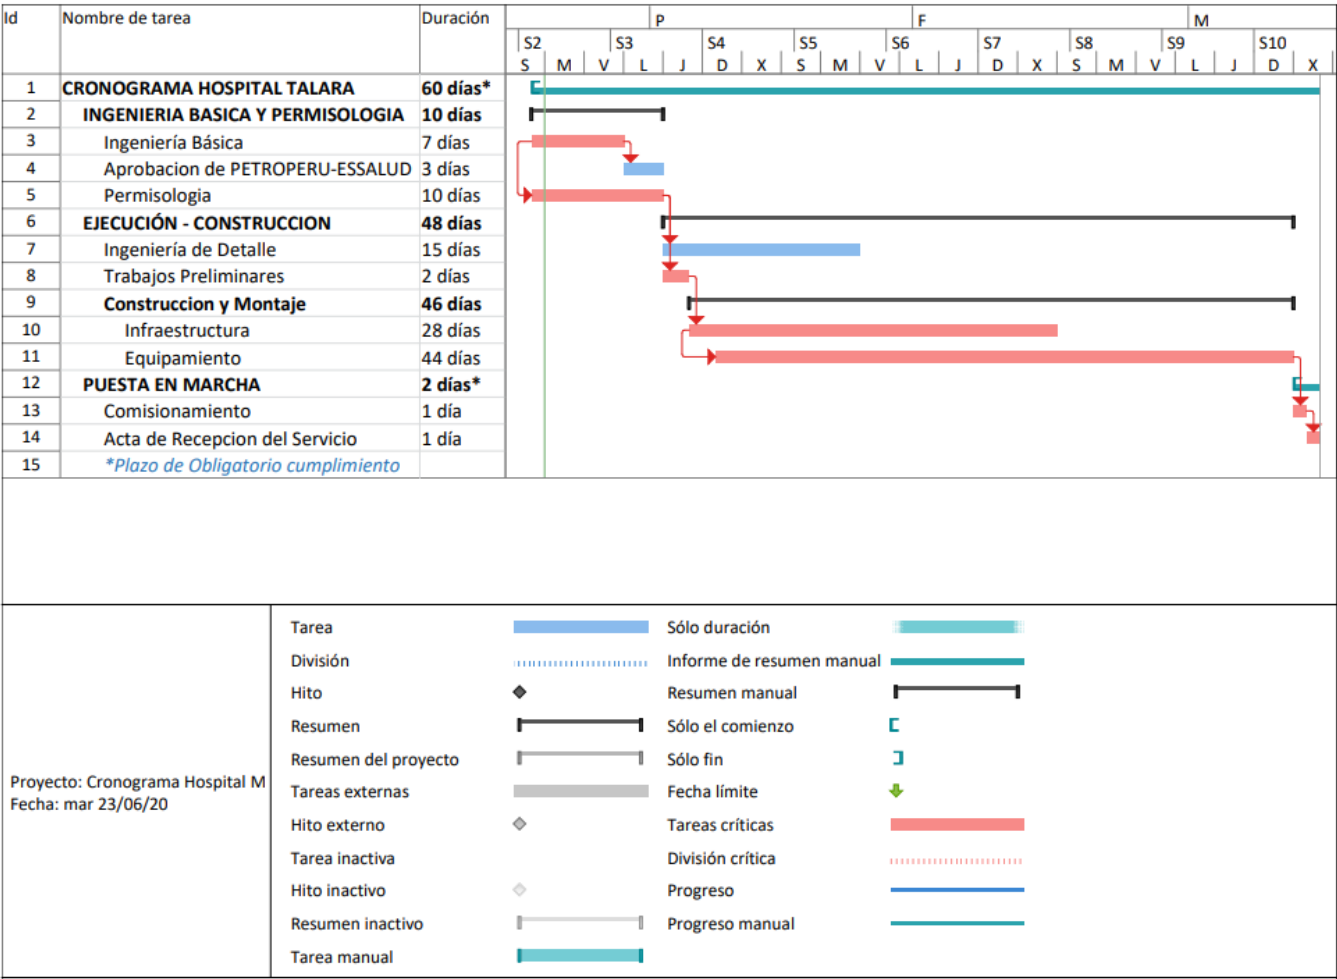 Id Nombre de tarea Duración P F M
S2 S3 S4 S5 S6 S7 S8 S9 S10
S M V L J D X S M V L J D X S M V L J D X
1 CRONOGRAMA HOSPITAL TALARA 60 días*
2 INGENIERIA BASICA Y PERMISOLOGIA 10 días
3 Ingeniería Básica 7 días
4 Aprobacion de PETROPERU-ESSALUD 3 días
5 Permisologia 10 días
6 EJECUCIÓN - CONSTRUCCION 48 días
7 Ingeniería de Detalle 15 días
8 Trabajos Preliminares 2 días
9 Construccion y Montaje 46 días
10 Infraestructura 28 días
11 Equipamiento 44 días
12 PUESTA EN MARCHA 2 días*
13 Comisionamiento 1 día
14 Acta de Recepcion del Servicio 1 día
15 *Plazo de Obligatorio cumplimiento
Proyecto: Cronograma Hospital M
Fecha: mar 23/06/20
Tarea
División
Hito
Resumen
Resumen del proyecto
Tareas externas
Hito externo
Tarea inactiva
Hito inactivo
Resumen inactivo
Tarea manual
Sólo duración
Informe de resumen manual
Resumen manual
Sólo el comienzo
Sólo fin
Fecha límite
Tareas críticas
División crítica
Progreso
Progreso manual